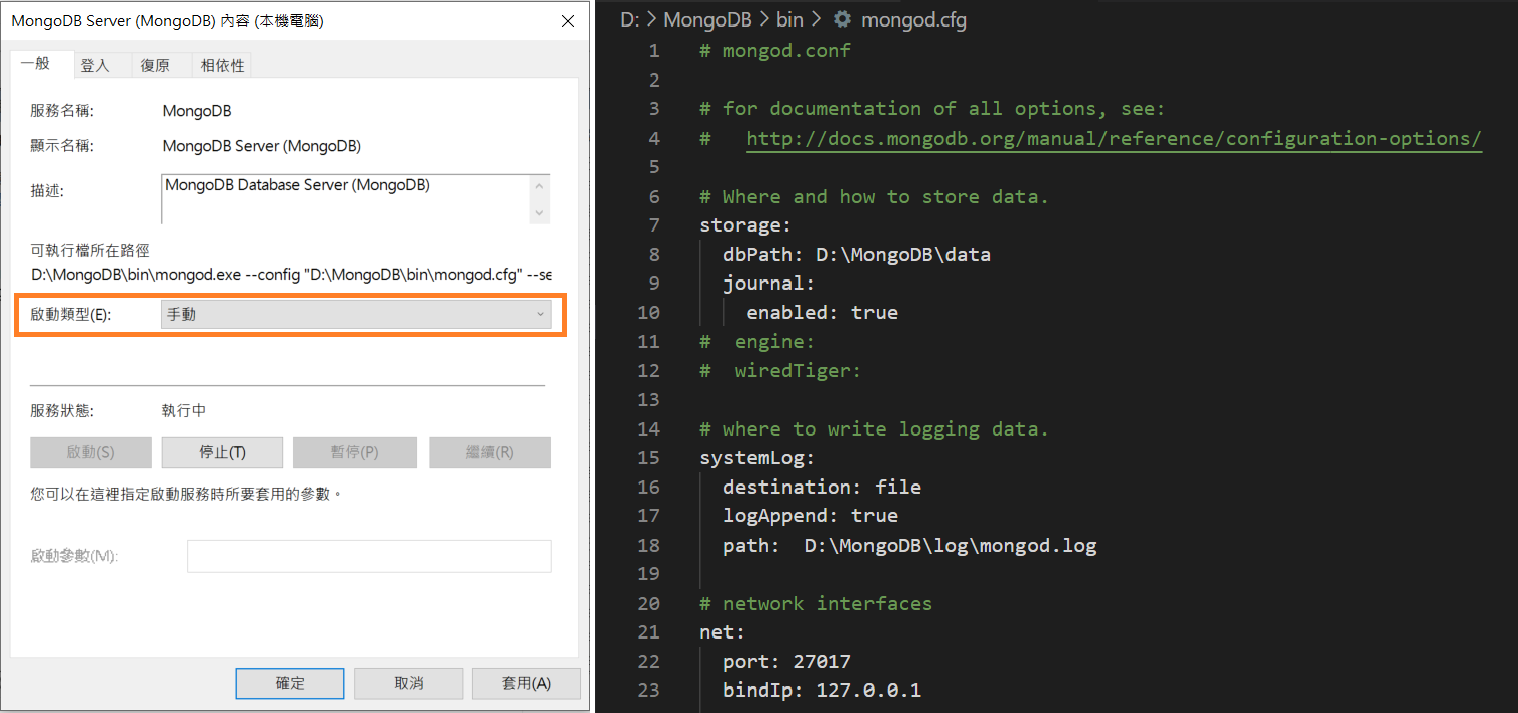 MongoDB Server (MongoDB) 內容 (本機電腦)
一般 登入 復原 相依性
服務名稱: MongoDB
顯示名稱: MongoDB Server (MongoDB)
描述: MongoDB Database Server (MongoDB)
可執行檔所在路徑
D:\MongoDB\bin\mongod.exe --config "D:\MongoDB\bin\mongod.cfg" --se
啟動類型(E): 手動
服務狀態: 執行中
啟動(S) 停止(T) 暫停(P) 繼續(R)
您可以在這裡指定啟動服務時所要套用的參數。
啟動參數(M):
確定 取消 套用(A)
D: > MongoDB > bin > mongod.cfg
1 # mongod.conf
2
3 # for documentation of all options, see:
4 #   http://docs.mongodb.org/manual/reference/configuration-options/
5
6 # Where and how to store data.
7 storage:
8   dbPath: D:\MongoDB\data
9   journal:
10     enabled: true
11 #  engine:
12 #  wiredTiger:
13
14 # where to write logging data.
15 systemLog:
16   destination: file
17   logAppend: true
18   path:  D:\MongoDB\log\mongod.log
19
20 # network interfaces
21 net:
22   port: 27017
23   bindIp: 127.0.0.1